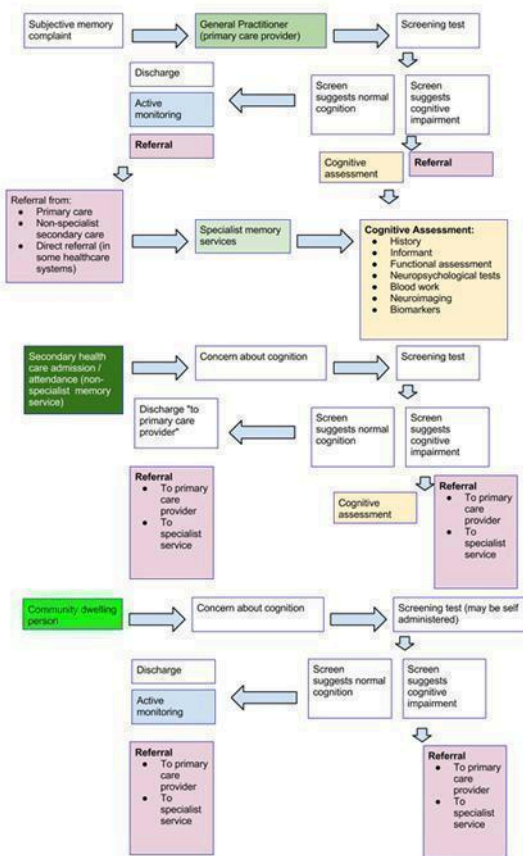 Subjective memory
complaint
General Practitioner
(primary care provider)
Screening test
Discharge
Active
monitoring
Referral
Screen
suggests normal
cognition
Screen
suggests
cognitive
impairment
Cognitive
assessment
Referral
Referral from:
● Primary care
● Non-specialist
secondary care
● Direct referral (in
some healthcare
systems)
Specialist memory
services
Cognitive Assessment:
● History
● Informant
● Functional assessment
● Neuropsychological tests
● Blood work
● Neuroimaging
● Biomarkers
Secondary health
care admission /
attendance (non-
specialist memory
service)
Concern about cognition
Screening test
Discharge "to
primary care
provider"
Screen
suggests normal
cognition
Screen
suggests
cognitive
impairment
Referral
● To primary
care
provider
● To
specialist
service
Cognitive
assessment
Referral
● To primary
care
provider
● To
specialist
service
Community dwelling
person
Concern about cognition
Screening test (may be self
administered)
Discharge
Active
monitoring
Screen
suggests normal
cognition
Screen
suggests
cognitive
impairment
Referral
● To primary
care
provider
● To
specialist
service
Referral
● To primary
care
provider
● To
specialist
service